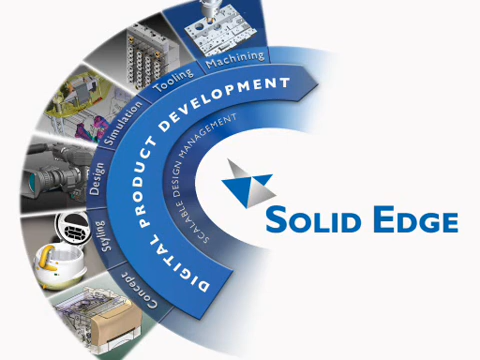 Machining
Tooling
Simulation
Design
Styling
Concept
DIGITAL PRODUCT DEVELOPMENT
SCALABLE DESIGN MANAGEMENT
SOLID EDGE